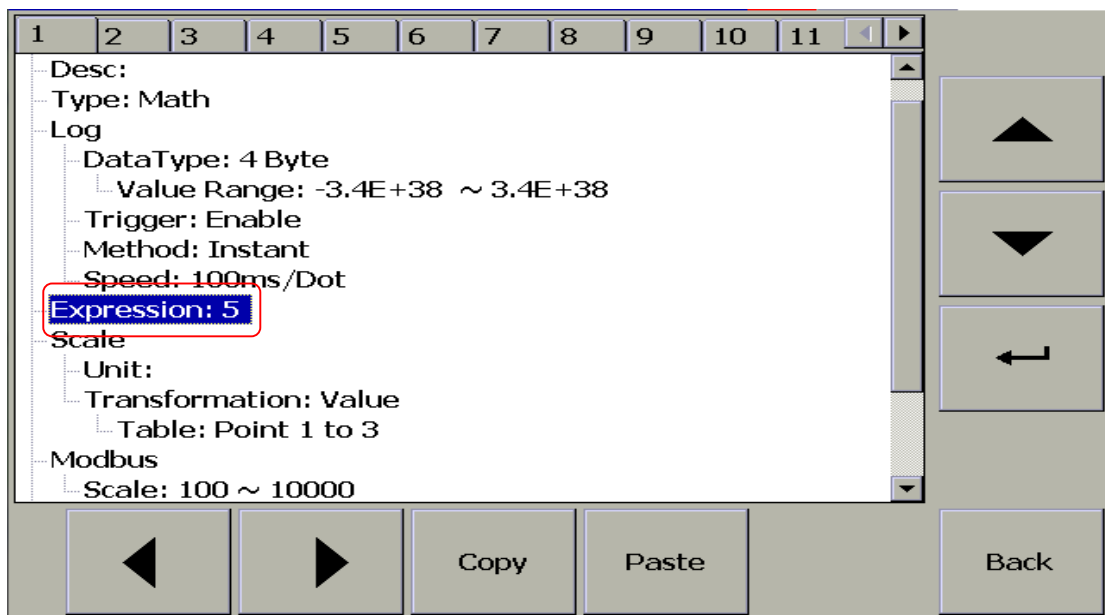 1 2 3 4 5 6 7 8 9 10 11
Desc:
Type: Math
Log
DataType: 4 Byte
Value Range: -3.4E+38 ~ 3.4E+38
Trigger: Enable
Method: Instant
Speed: 100ms/Dot
Expression: 5
Scale
Unit:
Transformation: Value
Table: Point 1 to 3
Modbus
Scale: 100 ~ 10000
Copy Paste Back